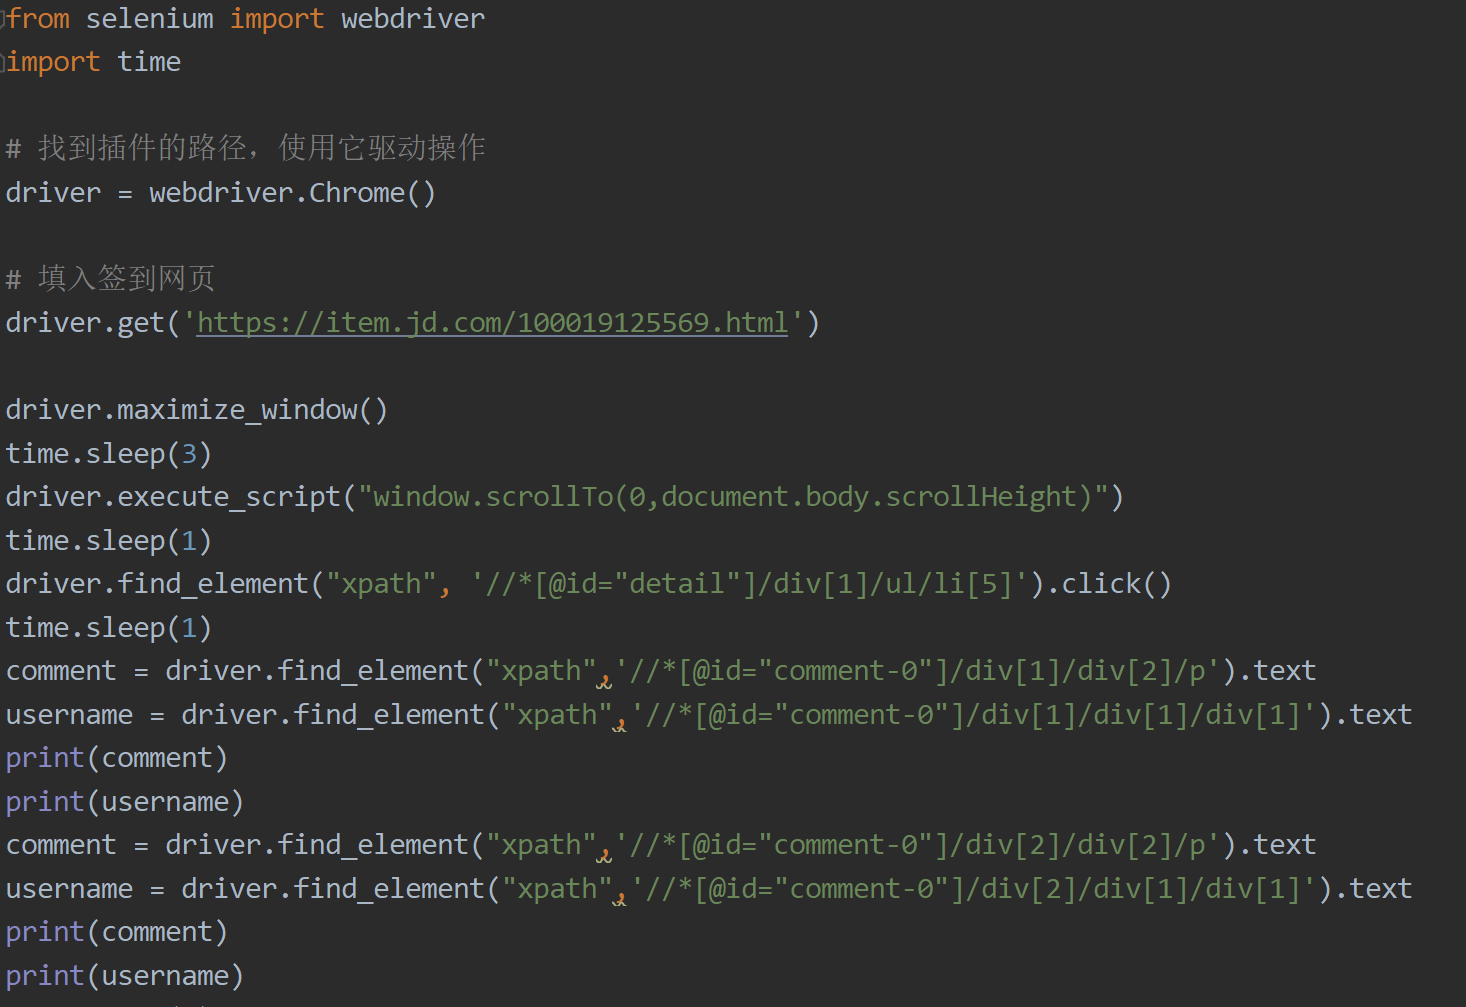 from selenium import webdriver
import time
# 找到插件的路径，使用它驱动操作
driver = webdriver.Chrome()
# 填入签到网页
driver.get('https://item.jd.com/100019125569.html')
driver.maximize_window()
time.sleep(3)
driver.execute_script("window.scrollTo(0,document.body.scrollHeight)")
time.sleep(1)
driver.find_element("xpath", '//*[@id="detail"]/div[1]/ul/li[5]').click()
time.sleep(1)
comment = driver.find_element("xpath",'//*[@id="comment-0"]/div[1]/div[2]/p').text
username = driver.find_element("xpath",'//*[@id="comment-0"]/div[1]/div[1]/div[1]').text
print(comment)
print(username)
comment = driver.find_element("xpath",'//*[@id="comment-0"]/div[2]/div[2]/p').text
username = driver.find_element("xpath",'//*[@id="comment-0"]/div[2]/div[1]/div[1]').text
print(comment)
print(username)